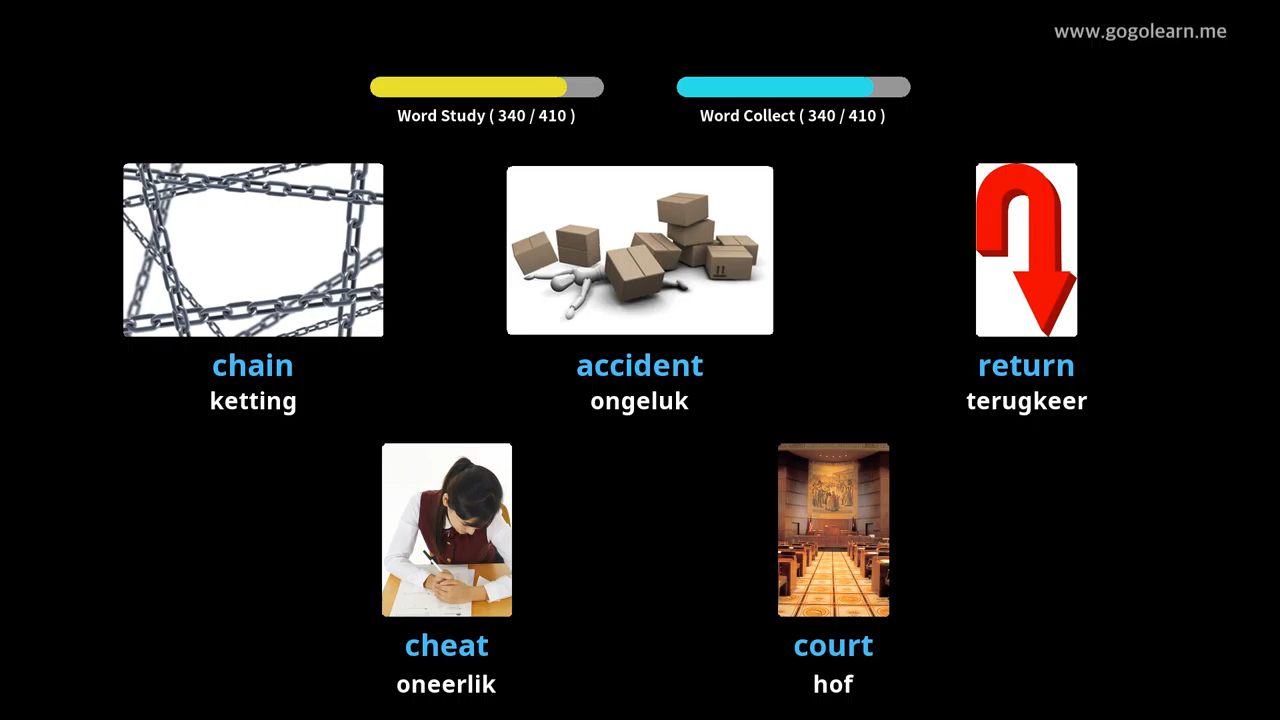 www.gogolearn.me
Word Study ( 340 / 410 )
Word Collect ( 340 / 410 )
chain
ketting
accident
ongeluk
return
terugkeer
cheat
oneerlik
court
hof